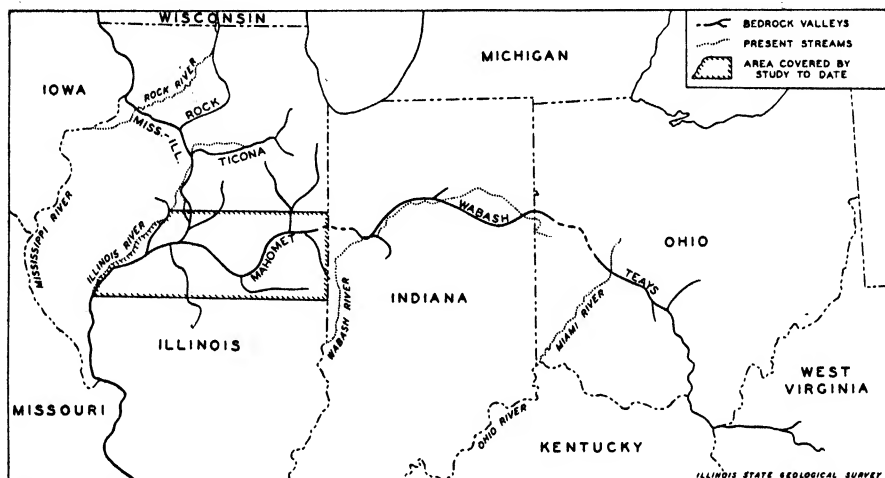 WISCONSIN
BEDROCK VALLEYS
PRESENT STREAMS
AREA COVERED BY
STUDY TO DATE
MICHIGAN
IOWA
ROCK RIVER
ROCK
MISS.-ILL.
TICONA
MISSISSIPPI RIVER
ILLINOIS RIVER
MAHOMET
WABASH
OHIO
TEAYS
INDIANA
WABASH RIVER
MIAMI RIVER
ILLINOIS
WEST
VIRGINIA
MISSOURI
OHIO RIVER
KENTUCKY
ILLINOIS STATE GEOLOGICAL SURVEY